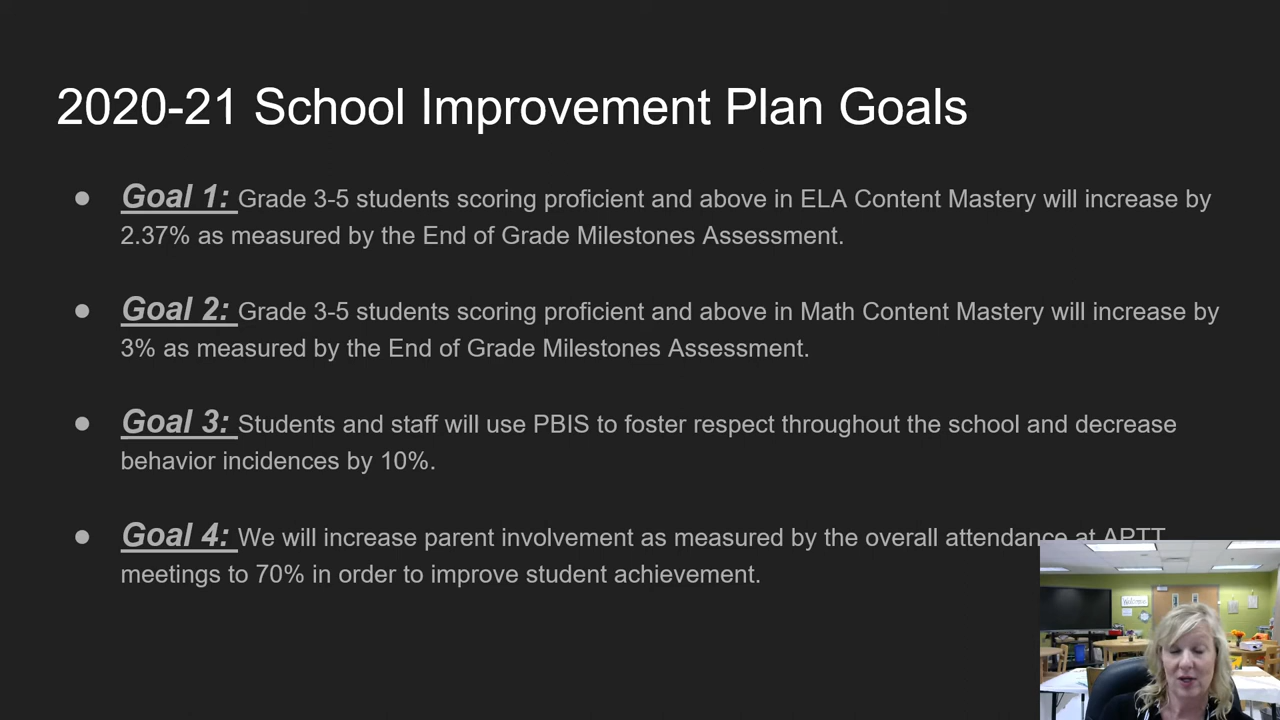 2020-21 School Improvement Plan Goals
● Goal 1: Grade 3-5 students scoring proficient and above in ELA Content Mastery will increase by
2.37% as measured by the End of Grade Milestones Assessment.
● Goal 2: Grade 3-5 students scoring proficient and above in Math Content Mastery will increase by
3% as measured by the End of Grade Milestones Assessment.
● Goal 3: Students and staff will use PBIS to foster respect throughout the school and decrease
behavior incidences by 10%.
● Goal 4: We will increase parent involvement as measured by the overall attendance at APTT
meetings to 70% in order to improve student achievement.
Welcome